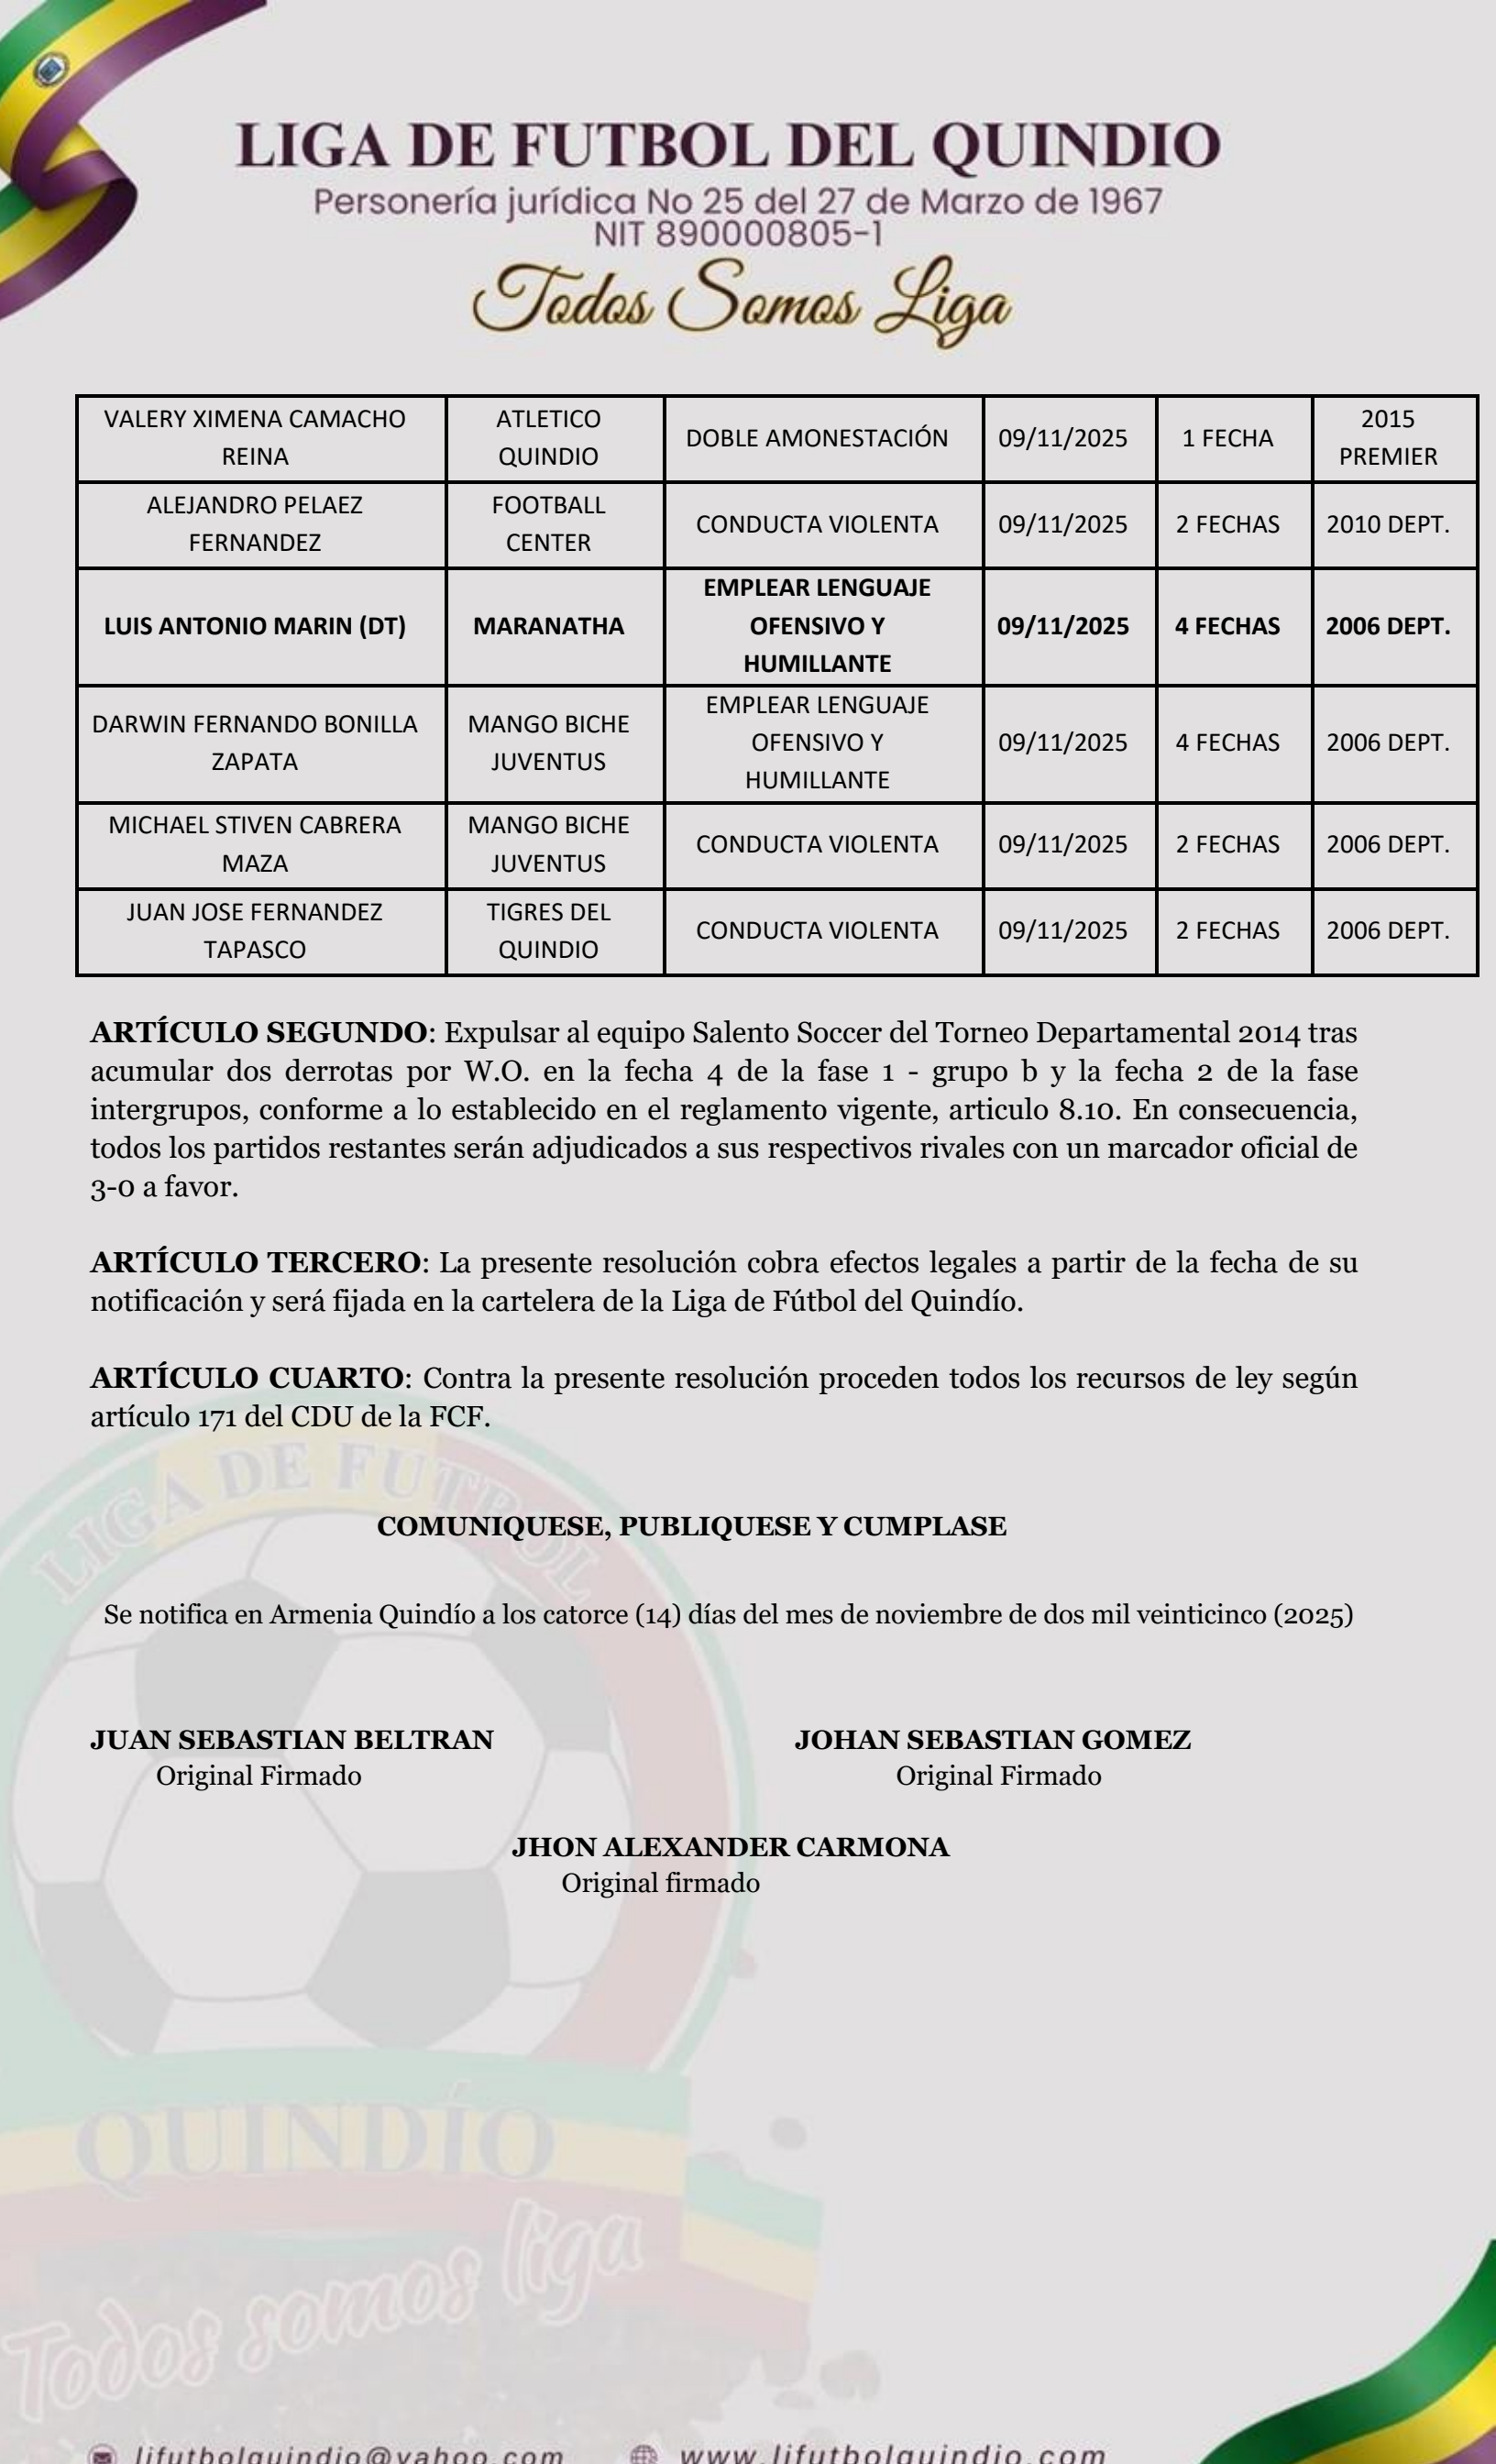 LIGA DE FUTBOL DEL QUINDIO
Personería jurídica No 25 del 27 de Marzo de 1967
NIT 890000805-1
Todos Somos Liga
VALERY XIMENA CAMACHO
REINA
ATLETICO
QUINDIO
DOBLE AMONESTACIÓN
09/11/2025
1 FECHA
2015
PREMIER
ALEJANDRO PELAEZ
FERNANDEZ
FOOTBALL
CENTER
CONDUCTA VIOLENTA
09/11/2025
2 FECHAS
2010 DEPT.
LUIS ANTONIO MARIN (DT)
MARANATHA
EMPLEAR LENGUAJE
OFENSIVO Y
HUMILLANTE
09/11/2025
4 FECHAS
2006 DEPT.
DARWIN FERNANDO BONILLA
ZAPATA
MANGO BICHE
JUVENTUS
EMPLEAR LENGUAJE
OFENSIVO Y
HUMILLANTE
09/11/2025
4 FECHAS
2006 DEPT.
MICHAEL STIVEN CABRERA
MAZA
MANGO BICHE
JUVENTUS
CONDUCTA VIOLENTA
09/11/2025
2 FECHAS
2006 DEPT.
JUAN JOSE FERNANDEZ
TAPASCO
TIGRES DEL
QUINDIO
CONDUCTA VIOLENTA
09/11/2025
2 FECHAS
2006 DEPT.
ARTÍCULO SEGUNDO: Expulsar al equipo Salento Soccer del Torneo Departamental 2014 tras
acumular dos derrotas por W.O. en la fecha 4 de la fase 1 - grupo b y la fecha 2 de la fase
intergrupos, conforme a lo establecido en el reglamento vigente, articulo 8.10. En consecuencia,
todos los partidos restantes serán adjudicados a sus respectivos rivales con un marcador oficial de
3-0 a favor.
ARTÍCULO TERCERO: La presente resolución cobra efectos legales a partir de la fecha de su
notificación y será fijada en la cartelera de la Liga de Fútbol del Quindío.
ARTÍCULO CUARTO: Contra la presente resolución proceden todos los recursos de ley según
artículo 171 del CDU de la FCF.
LIGA DE FUTBOL
COMUNIQUESE, PUBLIQUESE Y CUMPLASE
Se notifica en Armenia Quindío a los catorce (14) días del mes de noviembre de dos mil veinticinco (2025)
JUAN SEBASTIAN BELTRAN
Original Firmado
JOHAN SEBASTIAN GOMEZ
Original Firmado
JHON ALEXANDER CARMONA
Original firmado
QUINDÍO
Todos somos liga
lifutbolquindio@yahoo.com
www.lifutbolquindio.com